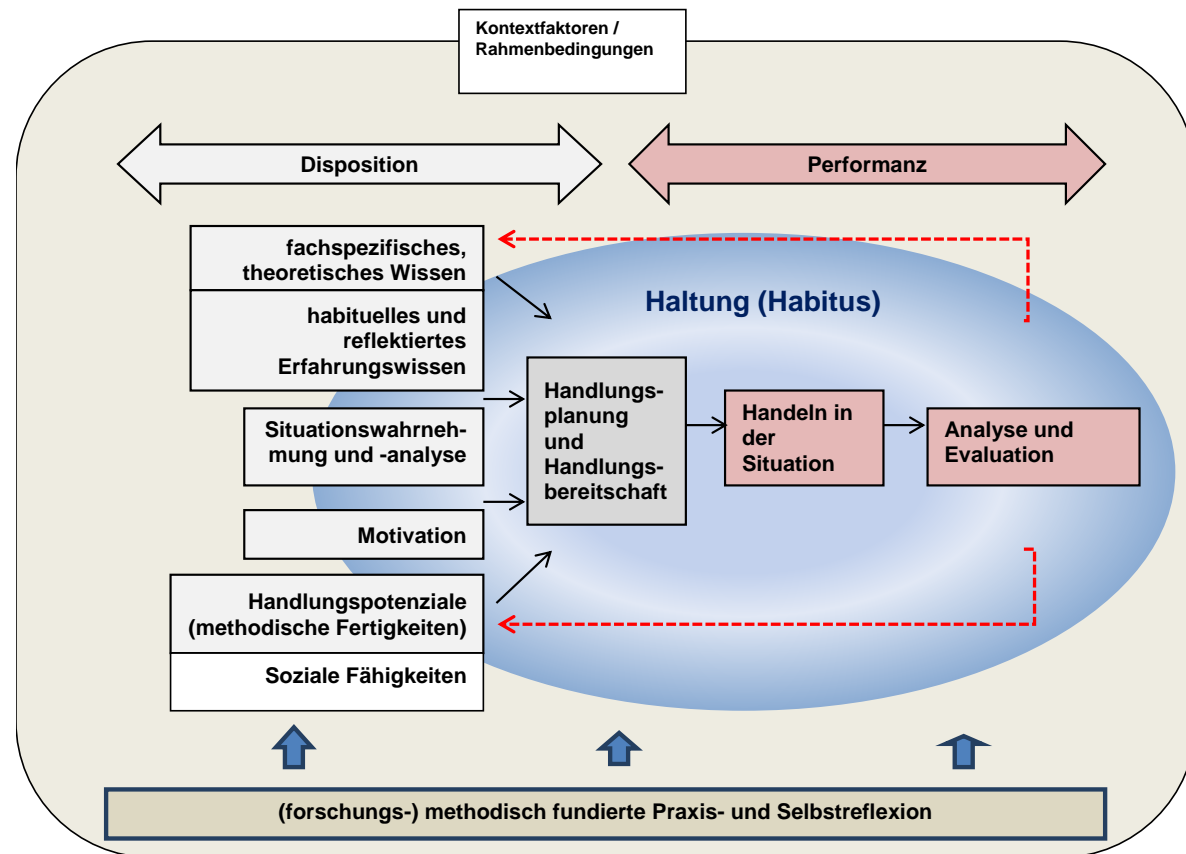 Kontextfaktoren /
Rahmenbedingungen
Disposition
Performanz
fachspezifisches,
theoretisches Wissen
habituelles und
reflektiertes
Erfahrungswissen
Situationswahrneh-
mung und -analyse
Motivation
Handlungspotenziale
(methodische Fertigkeiten)
Soziale Fähigkeiten
Haltung (Habitus)
Handlungs-
planung
und
Handlungs-
bereitschaft
Handeln in
der
Situation
Analyse und
Evaluation
(forschungs-) methodisch fundierte Praxis- und Selbstreflexion